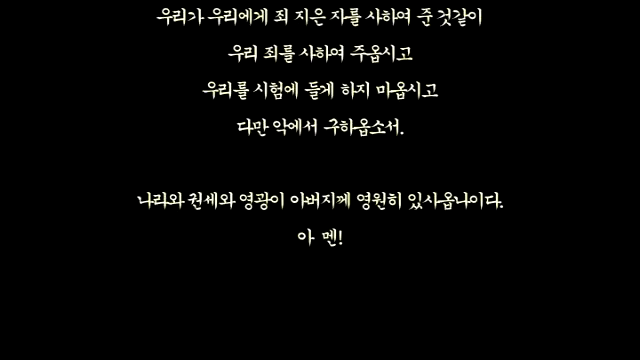 우리가 우리에게 죄 지은 자를 사하여 준 것같이
우리 죄를 사하여 주옵시고
우리를 시험에 들게 하지 마옵시고
다만 악에서 구하옵소서.
나라와 권세와 영광이 아버지께 영원히 있사옵나이다.
아 멘!